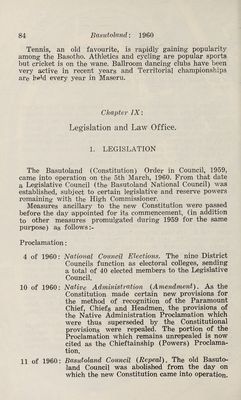 84 Basutoland: 1960
Tennis, an old favourite, is rapidly gaining popularity
among the Basotho. Athletics and cycling are popular sports
but cricket is on the wane. Ballroom dancing clubs have been
very active in recent years and Territorial championships
are held every year in Maseru.
Chapter IX:
Legislation and Law Office.
1. LEGISLATION
The Basutoland (Constitution) Order in Council, 1959,
came into operation on the 5th March, 1960. From that date
a Legislative Council (the Basutoland National Council) was
established, subject to certain legislative and reserve powers
remaining with the High Commissioner.
Measures ancillary to the new Constitution were passed
before the day appointed for its commencement, (in addition
to other measures promulgated during 1959 for the same
purpose) as follows:-
Proclamation:
4 of 1960: National Council Elections. The nine District
Councils function as electoral colleges, sending
a total of 40 elected members to the Legislative
Council.
10 of 1960: Native Administration (Amendment). As the
Constitution made certain new provisions for
the method of recognition of the Paramount
Chief, Chiefs and Headmen, the provisions of
the Native Administration Proclamation which
were thus superseded by the Constitutional
provisions were repealed. The portion of the
Proclamation which remains unrepealed is now
cited as the Chieftainship (Powers) Proclama-
tion.
11 of 1960: Basutoland Council (Repeal). The old Basuto-
land Council was abolished from the day on
which the new Constitution came into operation.